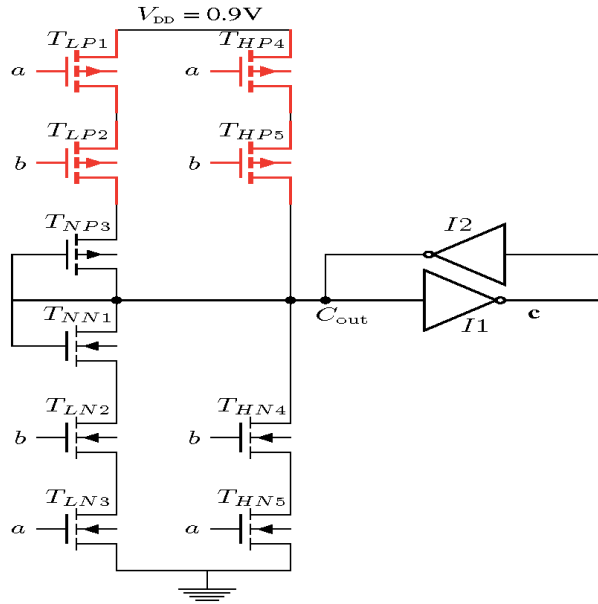 V_DD = 0.9V
T_LP1 T_HP4
a a
T_LP2 T_HP5
b b
T_NP3 I2
C_out I1 c
T_NN1
T_LN2 T_HN4
b b
T_LN3 T_HN5
a a